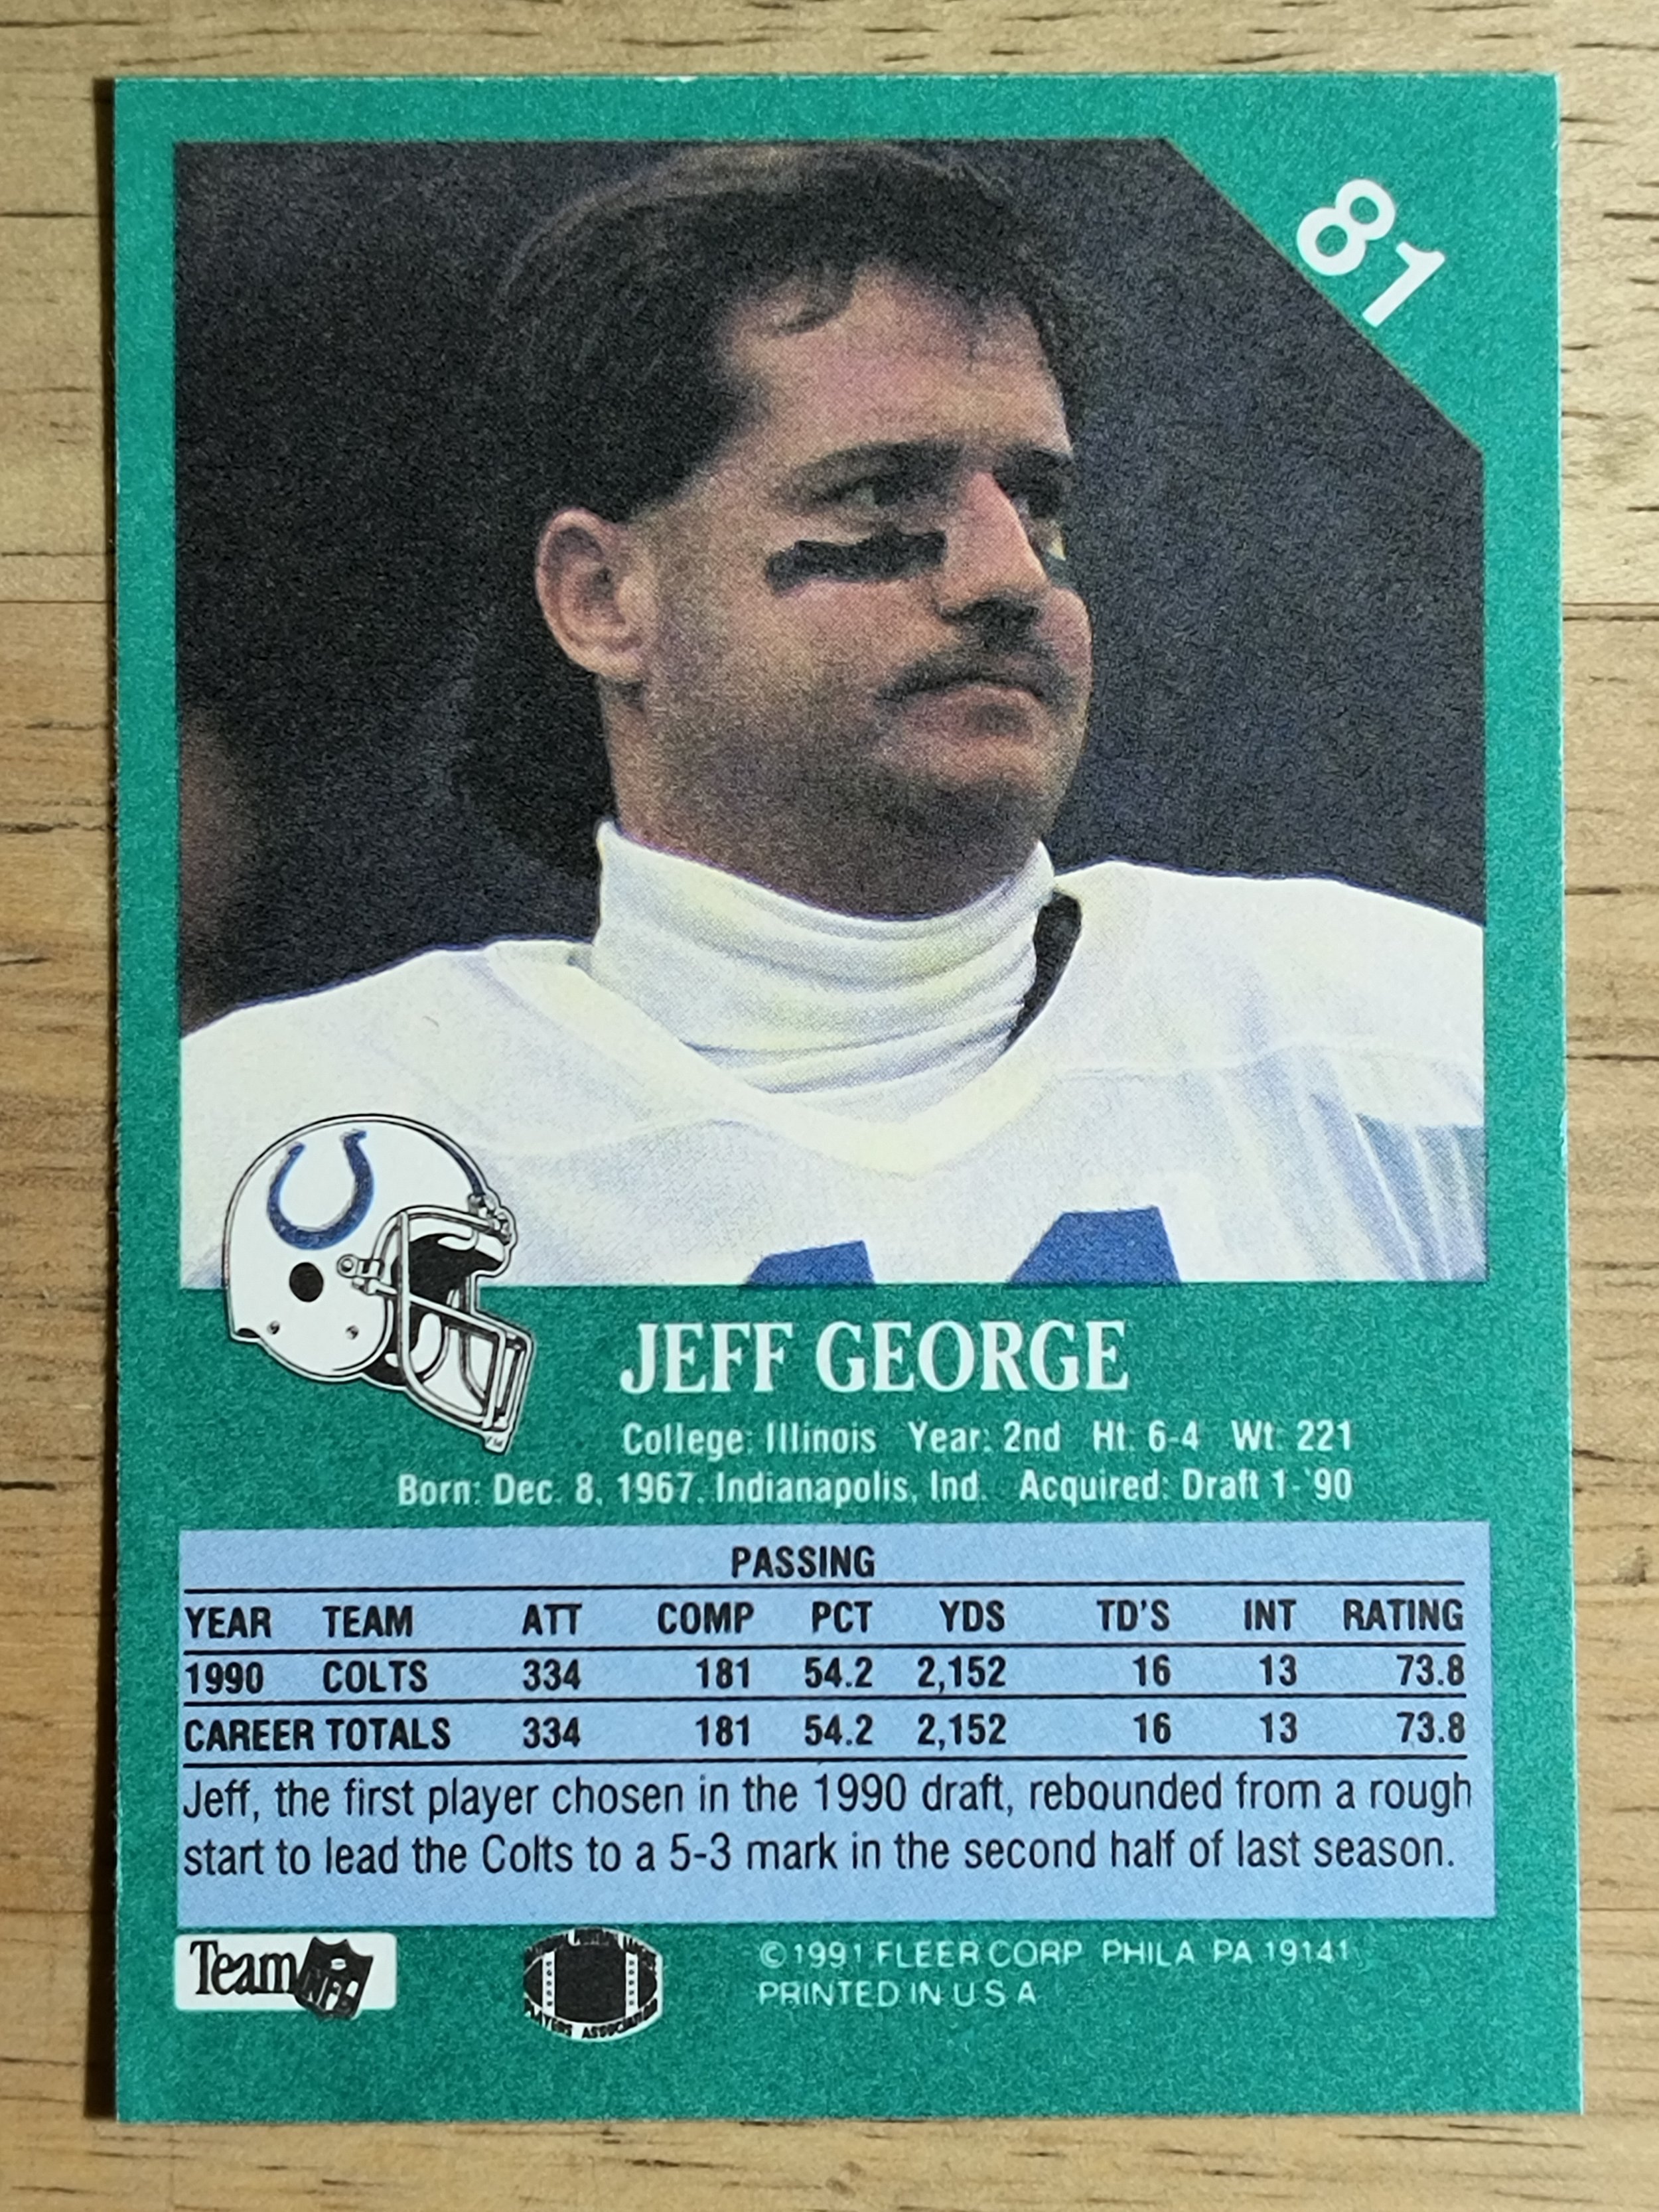 81
JEFF GEORGE
College: Illinois Year: 2nd Ht. 6-4 Wt. 221
Born: Dec. 8, 1967, Indianapolis, Ind. Acquired: Draft 1-'90
PASSING
YEAR TEAM ATT COMP PCT YDS TD'S INT RATING
1990 COLTS 334 181 54.2 2,152 16 13 73.8
CAREER TOTALS 334 181 54.2 2,152 16 13 73.8
Jeff, the first player chosen in the 1990 draft, rebounded from a rough
start to lead the Colts to a 5-3 mark in the second half of last season.
Team NFL
PLAYERS ASSOCIATION
© 1991 FLEER CORP PHILA PA 19141
PRINTED IN U S A